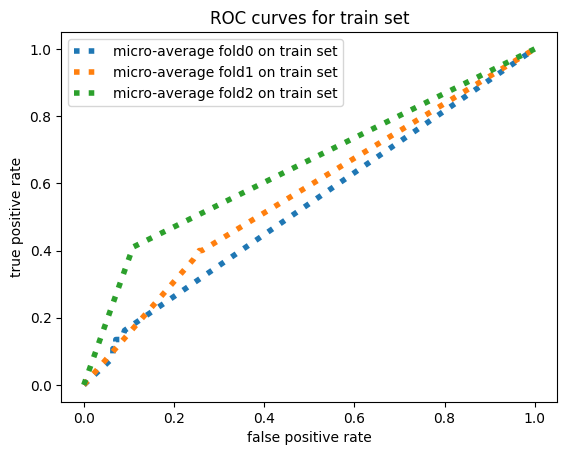 ROC curves for train set
micro-average fold0 on train set
micro-average fold1 on train set
micro-average fold2 on train set
true positive rate
1.0
0.8
0.6
0.4
0.2
0.0
0.0 0.2 0.4 0.6 0.8 1.0
false positive rate